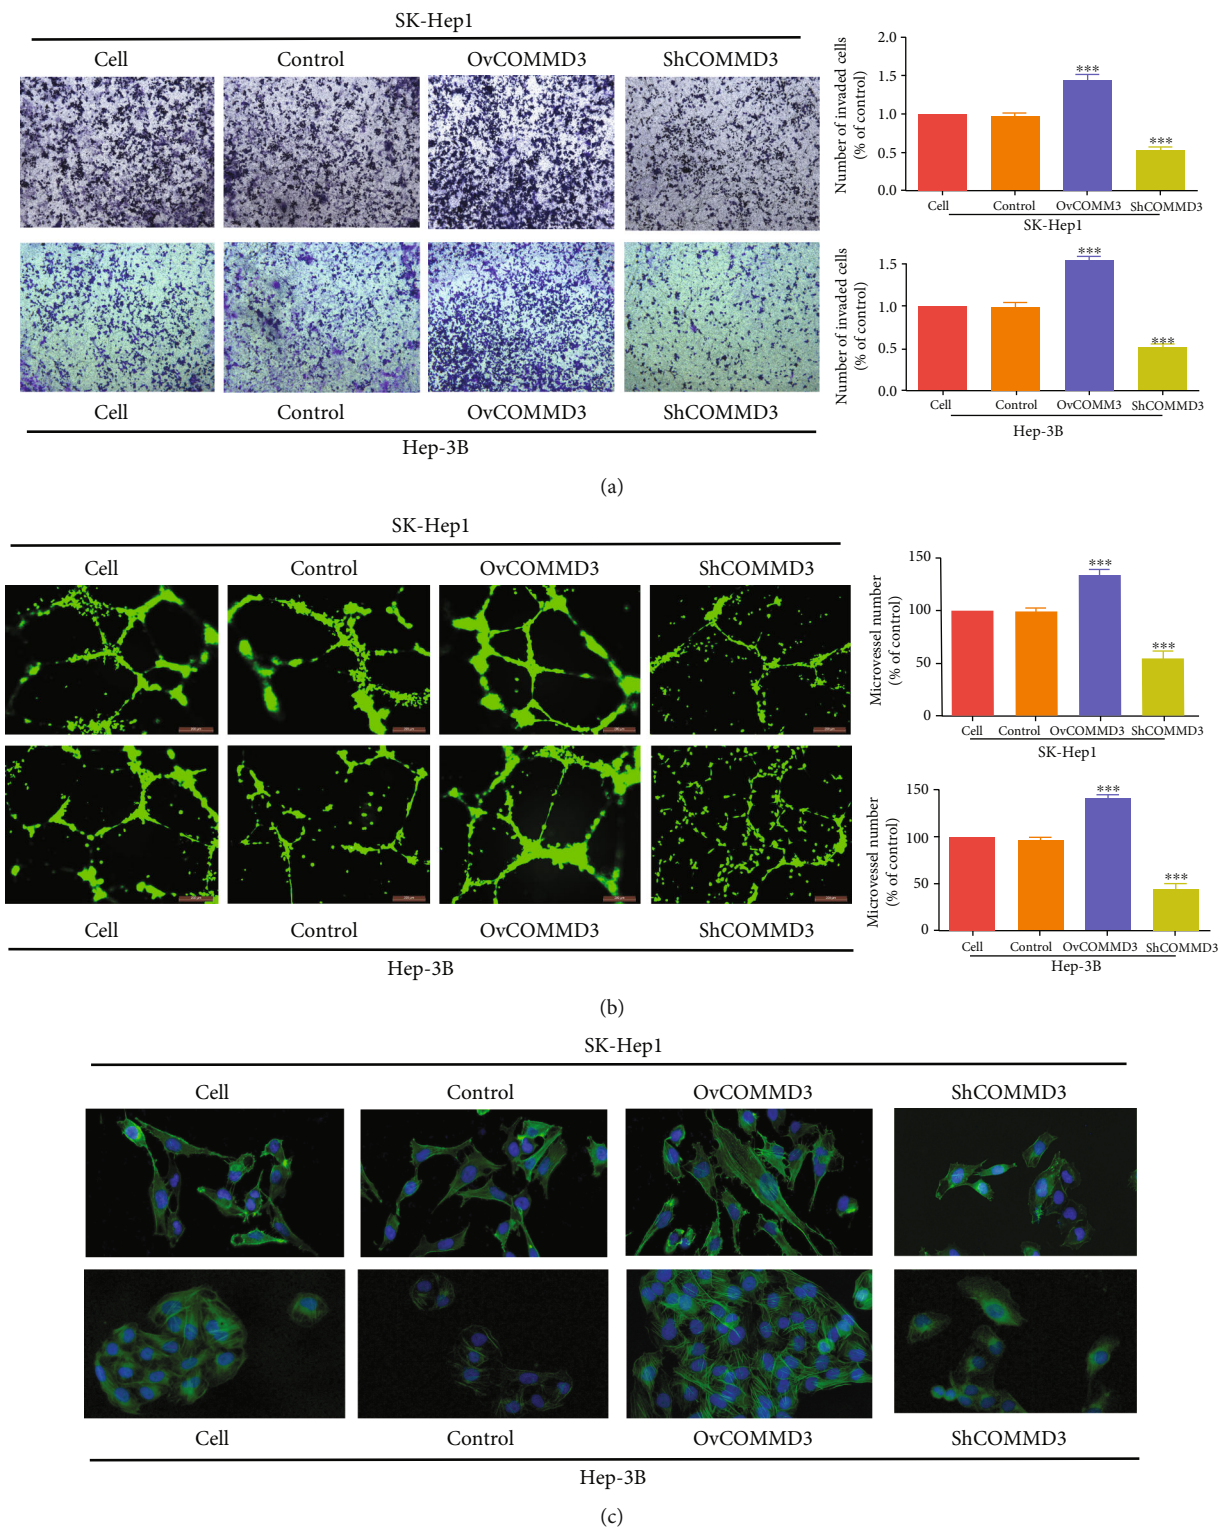 SK-Hep1
Cell Control OvCOMMD3 ShCOMMD3
Cell Control OvCOMMD3 ShCOMMD3
Hep-3B
Number of invaded cells
(% of control)
2.0
1.5
1.0
0.5
0.0
***
***
Cell Control OvCOMM3 ShCOMMD3
SK-Hep1
Number of invaded cells
(% of control)
1.5
1.0
0.5
0.0
***
***
Cell Control OvCOMM3 ShCOMMD3
Hep-3B
(a)
SK-Hep1
Cell Control OvCOMMD3 ShCOMMD3
Cell Control OvCOMMD3 ShCOMMD3
Hep-3B
Microvessel number
(% of control)
150
100
50
0
***
***
Cell Control OvCOMMD3 ShCOMMD3
SK-Hep1
Microvessel number
(% of control)
150
100
50
0
***
***
Cell Control OvCOMMD3 ShCOMMD3
Hep-3B
(b)
SK-Hep1
Cell Control OvCOMMD3 ShCOMMD3
Cell Control OvCOMMD3 ShCOMMD3
Hep-3B
(c)